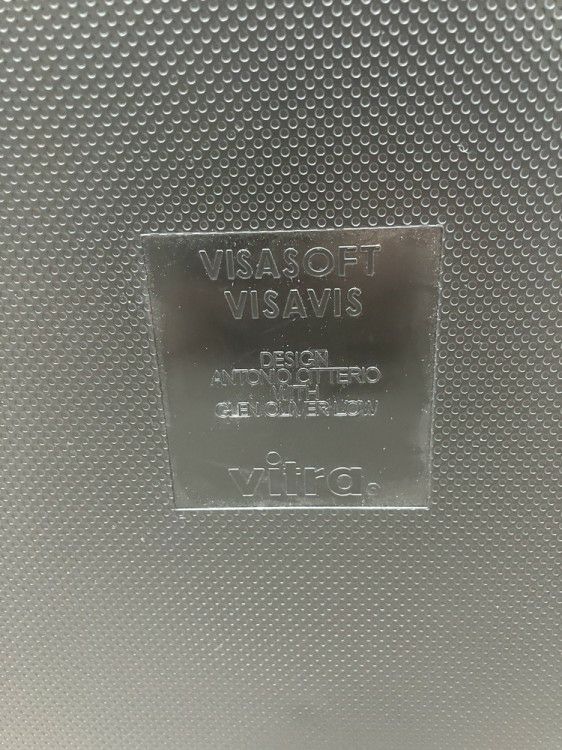 VISASOFT
VISAVIS
DESIGN
ANTONIO CITTERIO
WITH
GLEN OLIVER LÖW
vitra.